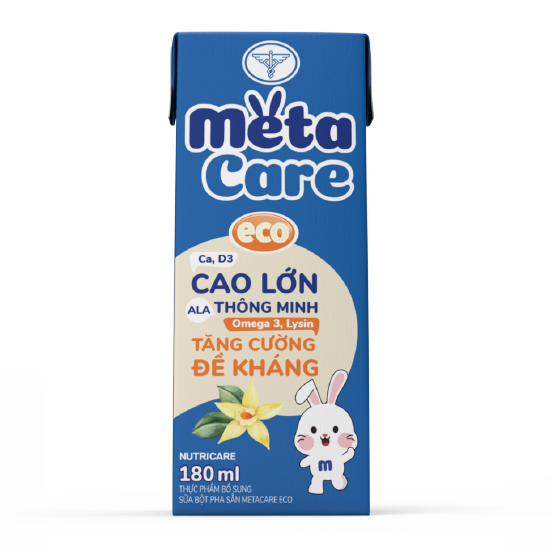 meta
Care
eco
Ca, D3
CAO LỚN
ALA THÔNG MINH
Omega 3, Lysin
TĂNG CƯỜNG
ĐỀ KHÁNG
m
NUTRICARE
180 ml
THỰC PHẨM BỔ SUNG
SỮA BỘT PHA SẴN METACARE ECO